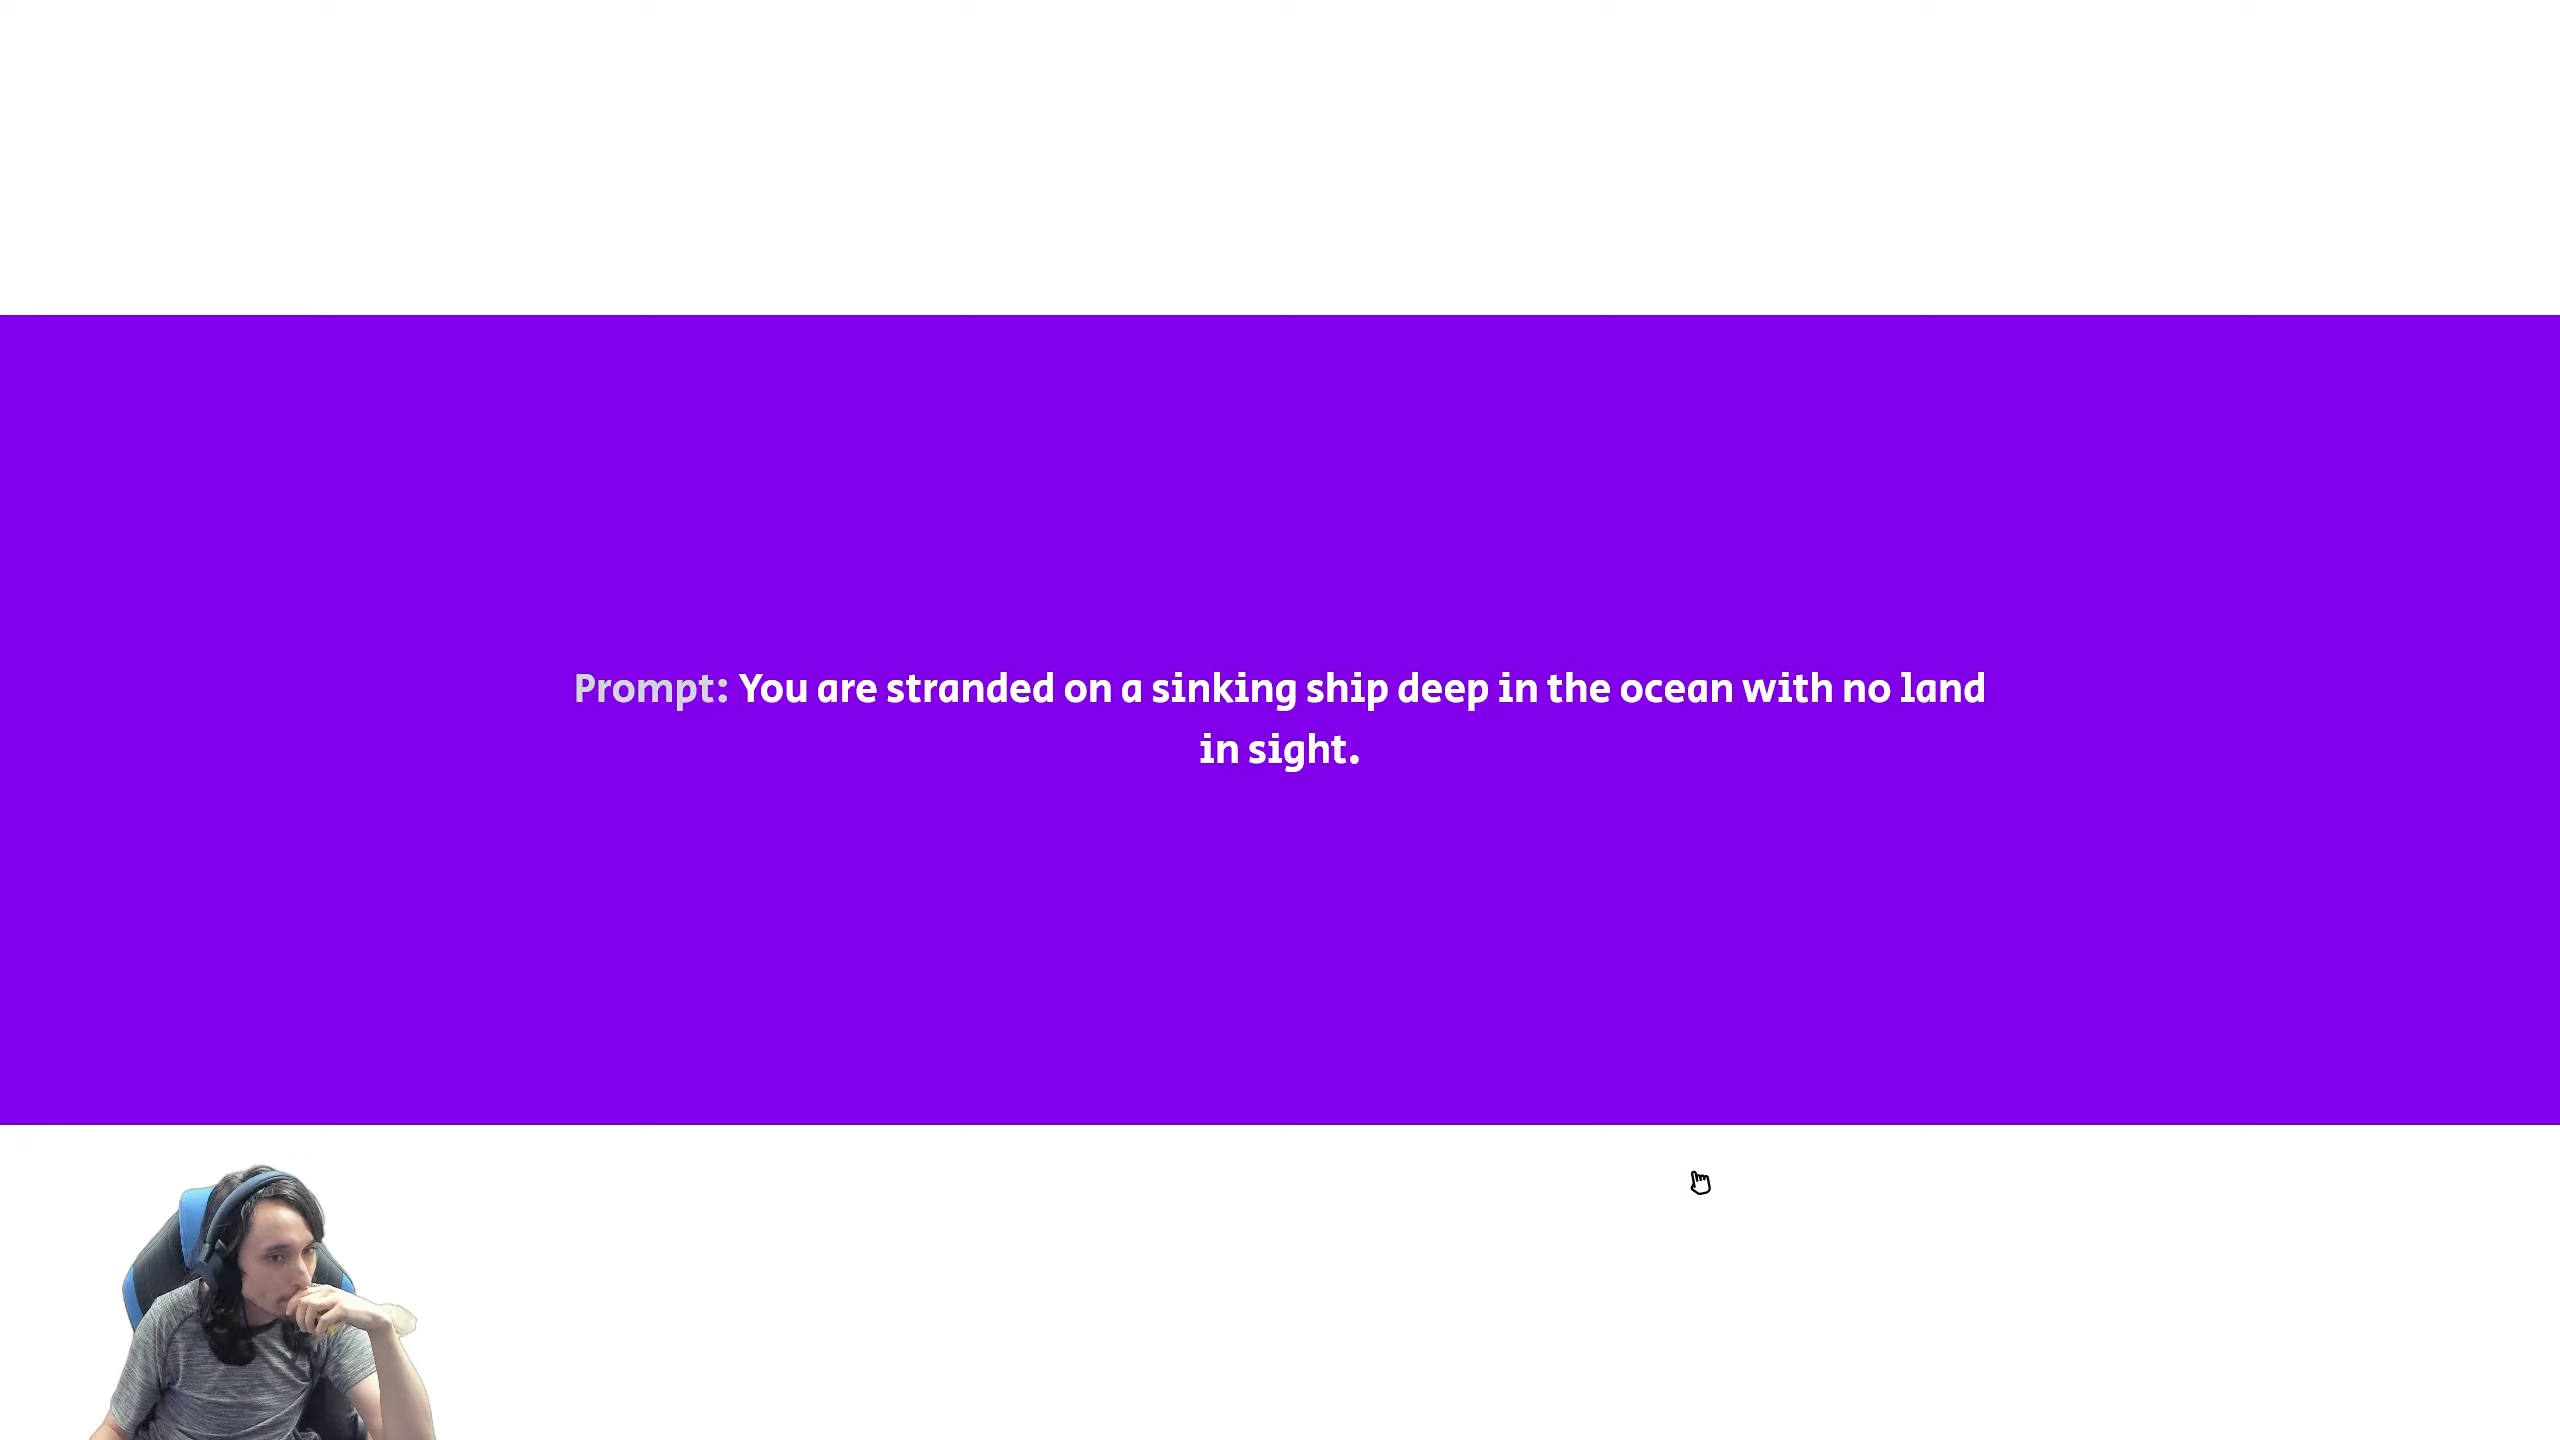 Prompt: You are stranded on a sinking ship deep in the ocean with no land
in sight.